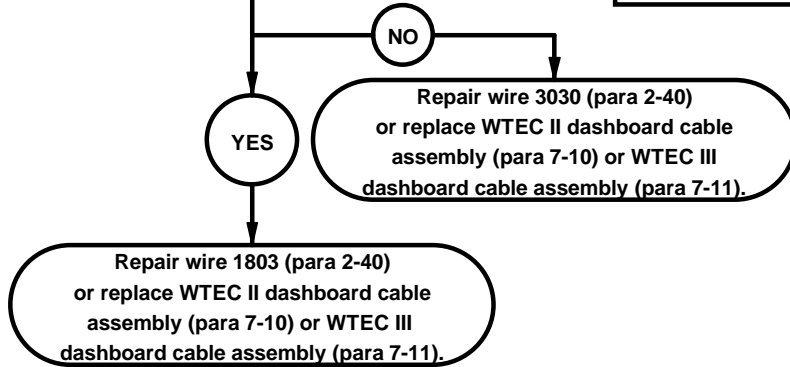 NO
YES
Repair wire 3030 (para 2-40)
or replace WTEC II dashboard cable
assembly (para 7-10) or WTEC III
dashboard cable assembly (para 7-11).
Repair wire 1803 (para 2-40)
or replace WTEC II dashboard cable
assembly (para 7-10) or WTEC III
dashboard cable assembly (para 7-11).